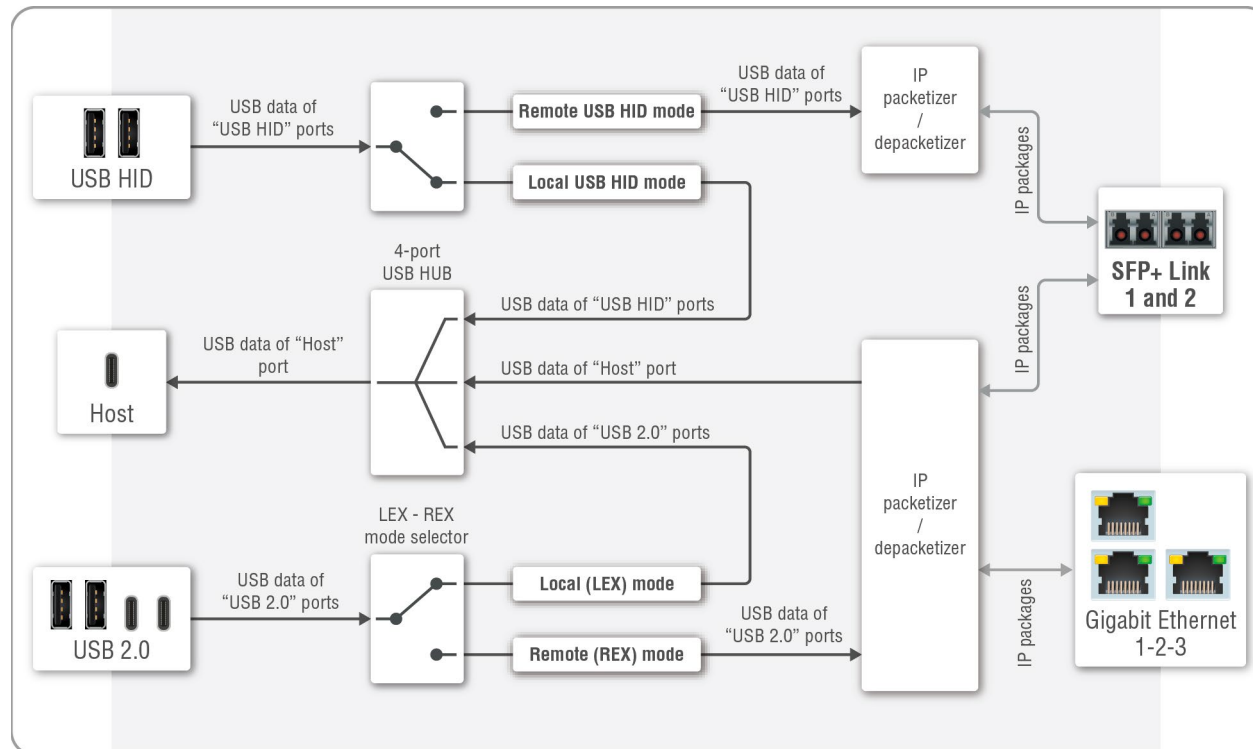 USB HID
USB data of
“USB HID” ports
Remote USB HID mode
Local USB HID mode
USB data of
“USB HID” ports
IP
packetizer
/
depacketizer
IP packages
SFP+ Link
1 and 2
IP packages
4-port
USB HUB
USB data of “USB HID” ports
USB data of “Host”
port
Host
USB data of “Host” port
USB data of “USB 2.0” ports
IP
packetizer
/
depacketizer
LEX - REX
mode selector
USB data of
“USB 2.0” ports
USB 2.0
Local (LEX) mode
Remote (REX) mode
USB data of
“USB 2.0” ports
IP packages
Gigabit Ethernet
1-2-3